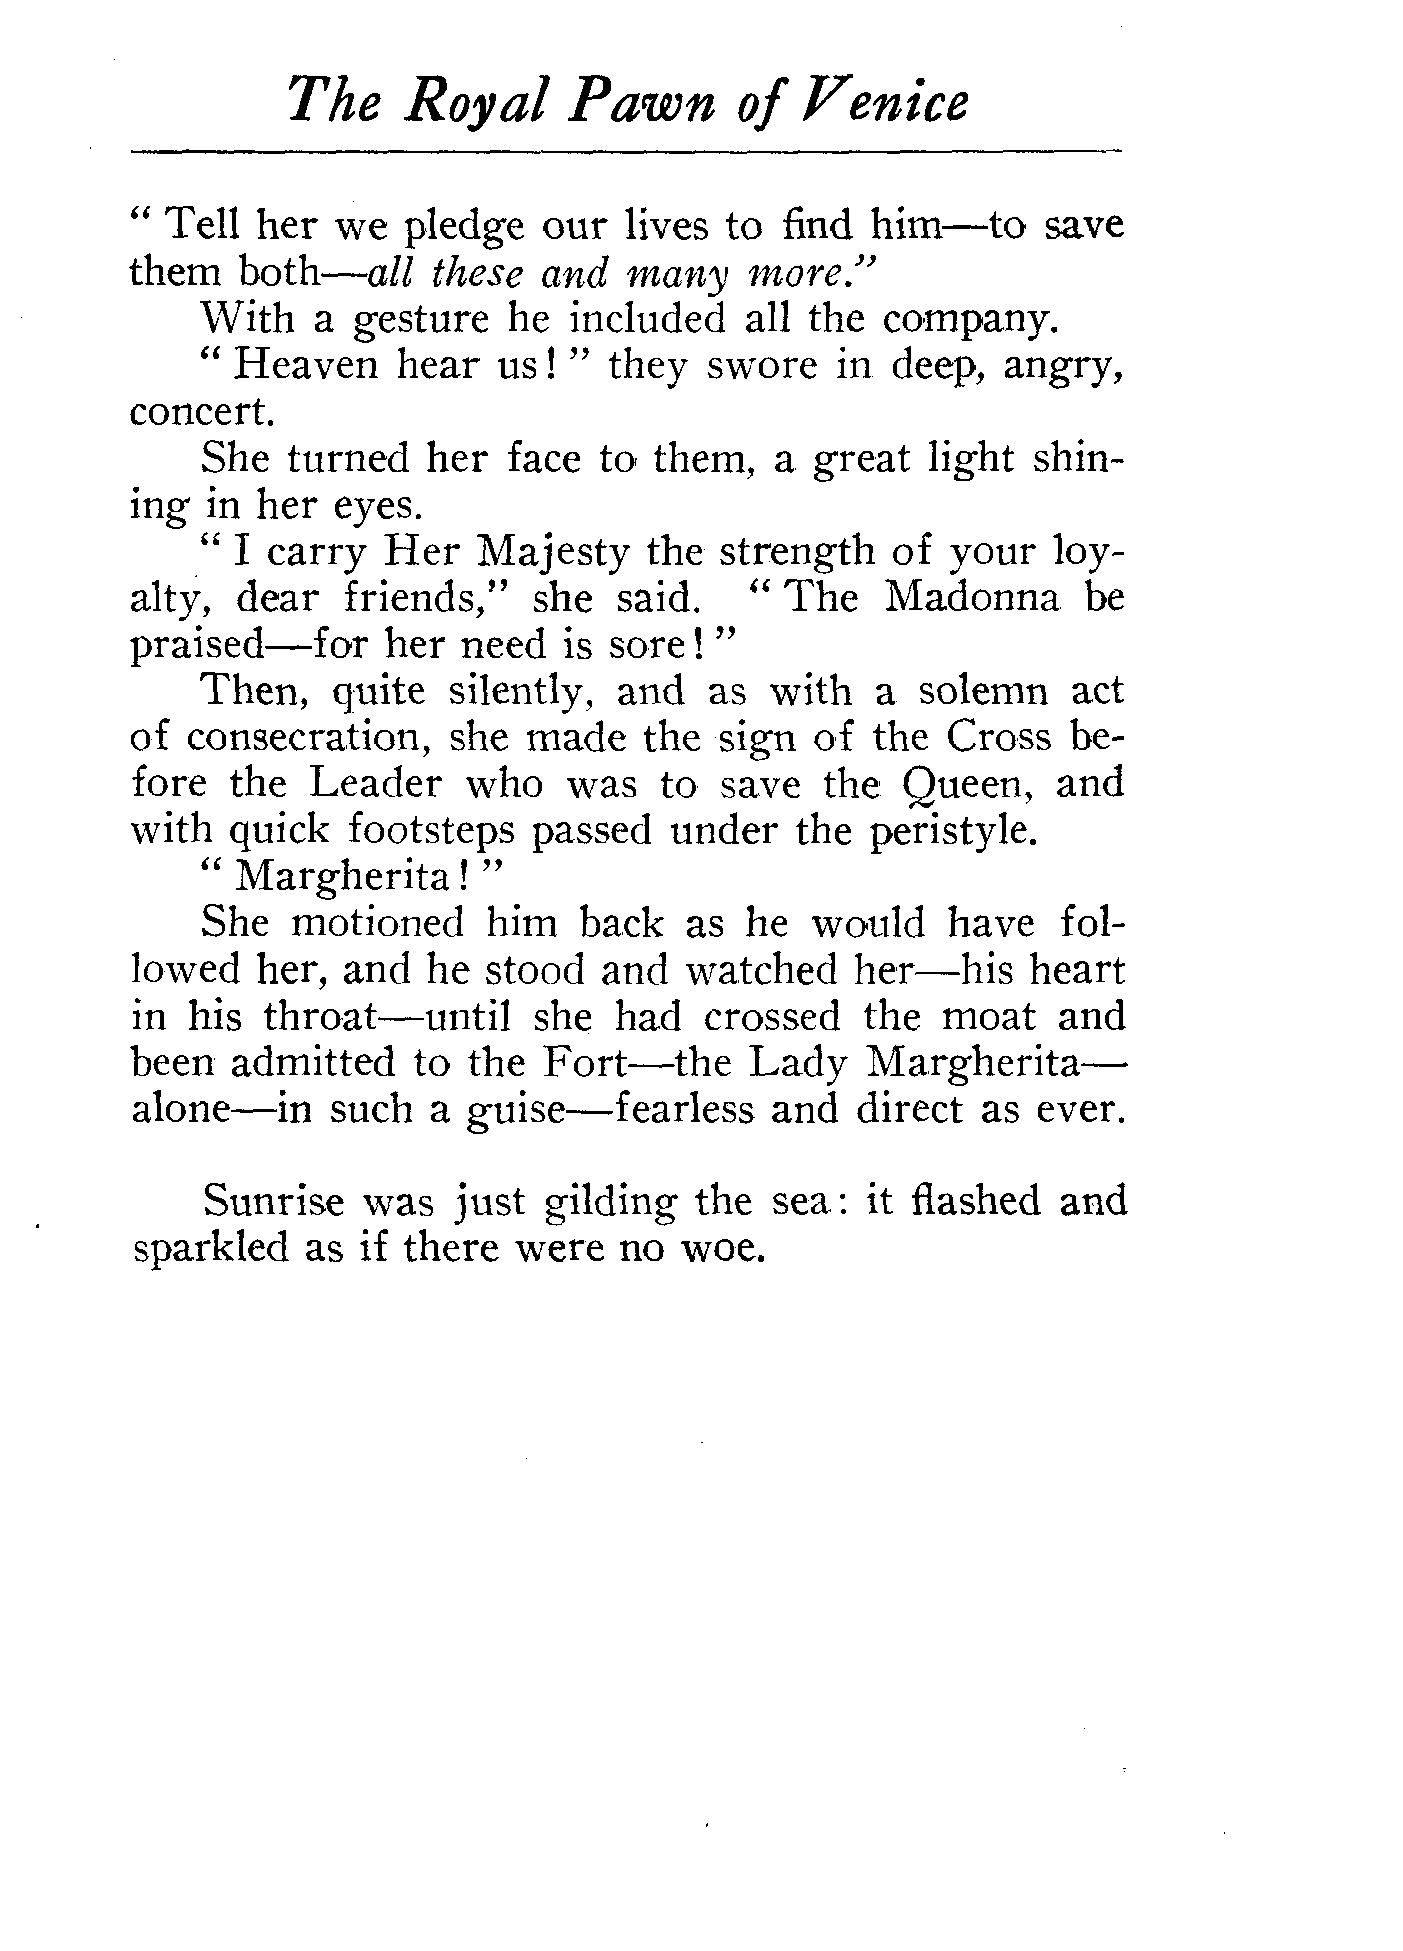 The Royal Pawn of Venice
“ Tell her we pledge our lives to find him—to save
them both—all these and many more.”
With a gesture he included all the company.
“ Heaven hear us! ” they swore in deep, angry,
concert.
She turned her face to them, a great light shin-
ing in her eyes.
“ I carry Her Majesty the strength of your loy-
alty, dear friends,” she said. “ The Madonna be
praised—for her need is sore! ”
Then, quite silently, and as with a solemn act
of consecration, she made the sign of the Cross be-
fore the Leader who was to save the Queen, and
with quick footsteps passed under the peristyle.
“ Margherita! ”
She motioned him back as he would have fol-
lowed her, and he stood and watched her—his heart
in his throat—until she had crossed the moat and
been admitted to the Fort—the Lady Margherita—
alone—in such a guise—fearless and direct as ever.
Sunrise was just gilding the sea: it flashed and
sparkled as if there were no woe.